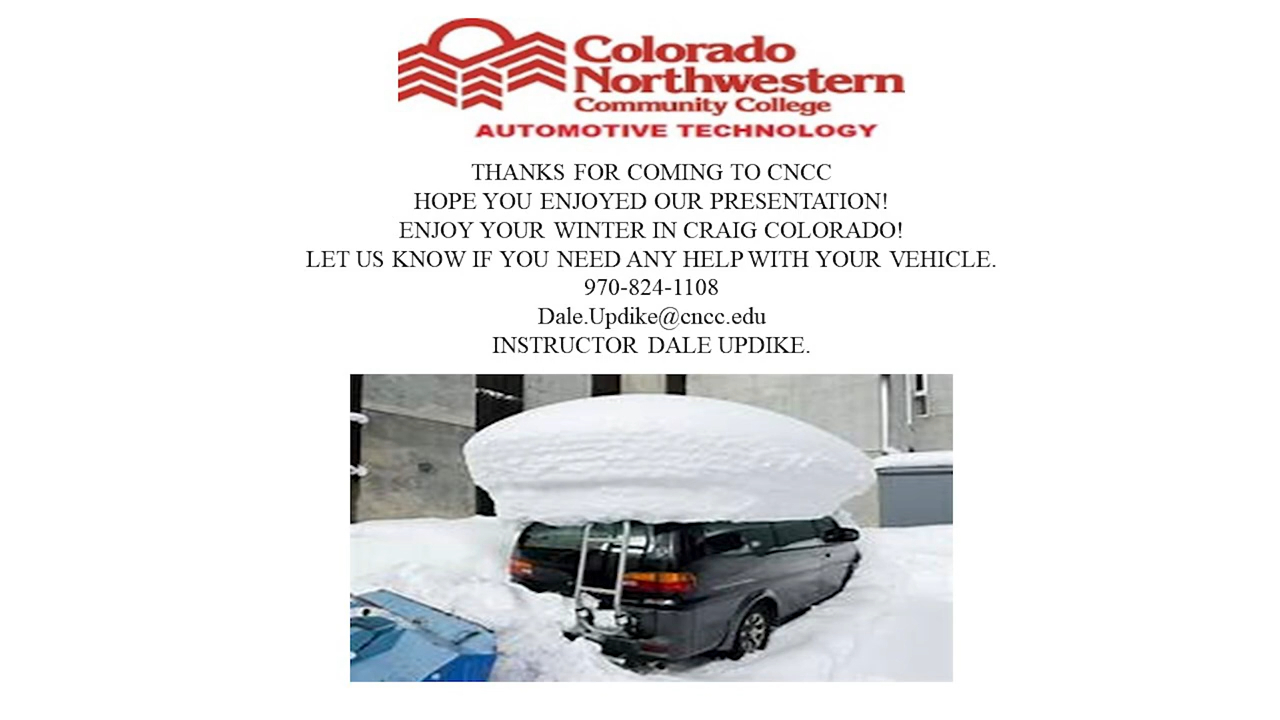 Colorado
Northwestern
Community College
AUTOMOTIVE TECHNOLOGY
THANKS FOR COMING TO CNCC
HOPE YOU ENJOYED OUR PRESENTATION!
ENJOY YOUR WINTER IN CRAIG COLORADO!
LET US KNOW IF YOU NEED ANY HELP WITH YOUR VEHICLE.
970-824-1108
Dale.Updike@cncc.edu
INSTRUCTOR DALE UPDIKE.